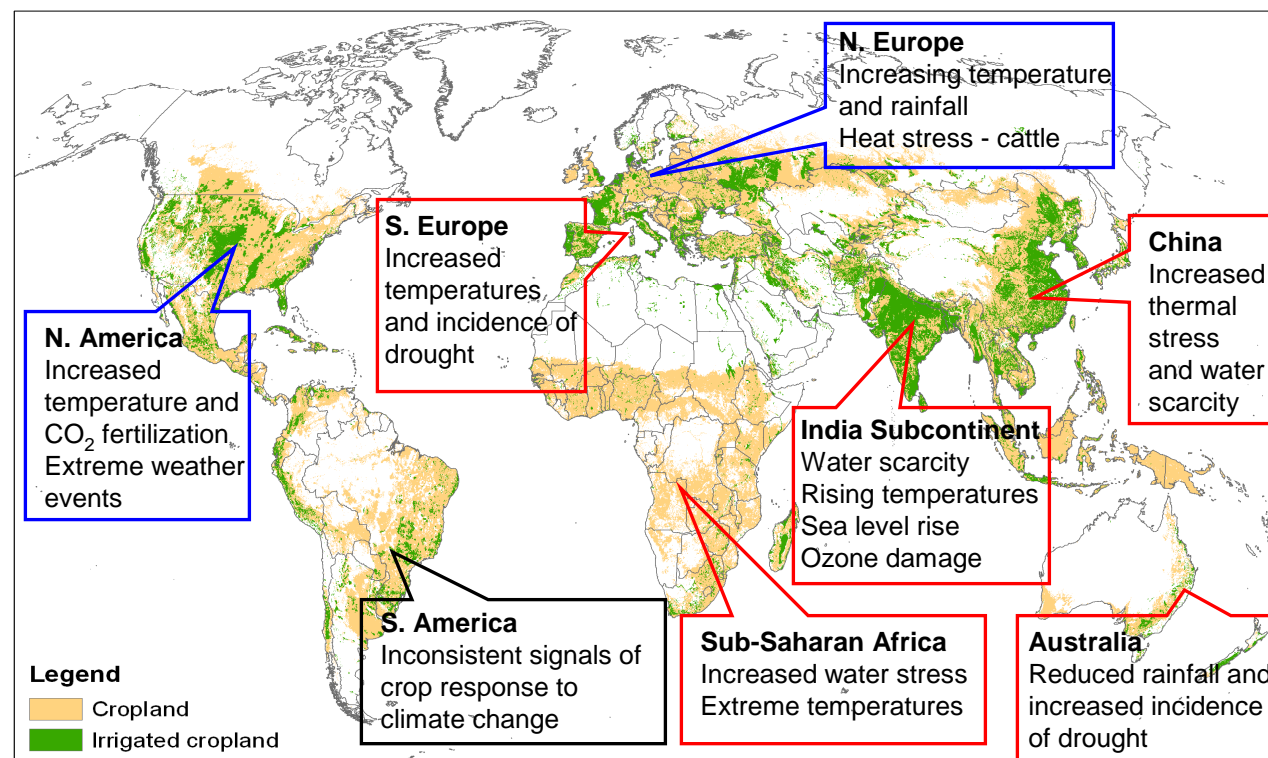 N. Europe
Increasing temperature
and rainfall
Heat stress - cattle
S. Europe
Increased
temperatures
and incidence of
drought
China
Increased
thermal
stress
and water
scarcity
N. America
Increased
temperature and
CO₂ fertilization
Extreme weather
events
India Subcontinent
Water scarcity
Rising temperatures
Sea level rise
Ozone damage
S. America
Inconsistent signals of
crop response to
climate change
Sub-Saharan Africa
Increased water stress
Extreme temperatures
Australia
Reduced rainfall and
increased incidence
of drought
Legend
Cropland
Irrigated cropland